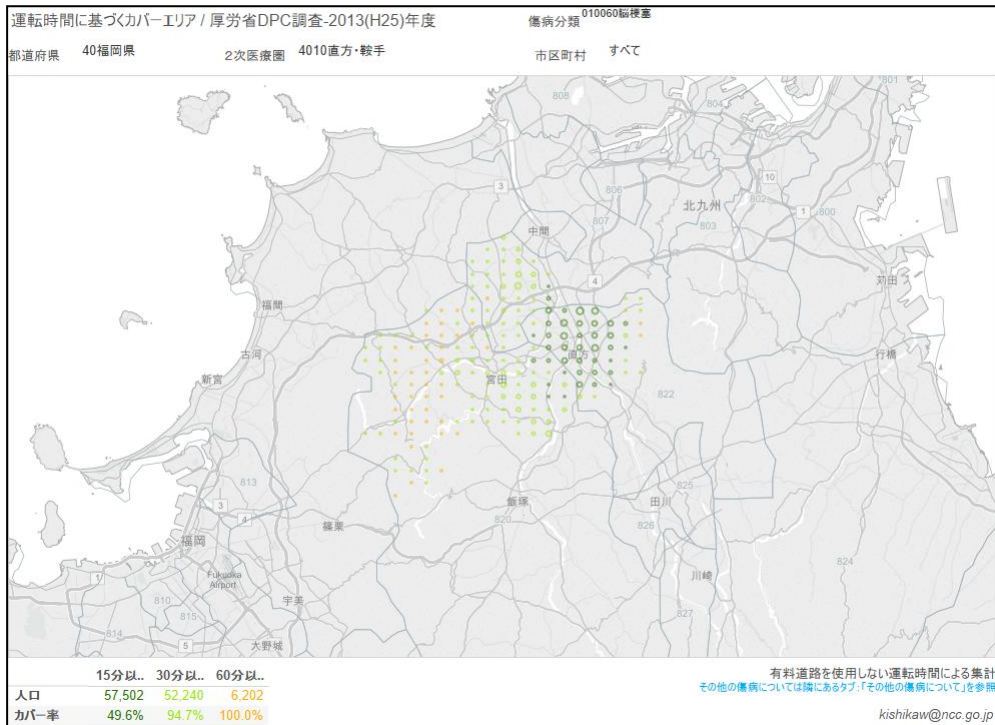 運転時間に基づくカバーエリア / 厚労省DPC調査-2013(H25)年度
傷病分類 010060脳梗塞
都道府県 40福岡県 2次医療圏 4010直方・鞍手 市区町村 すべて
801
808
804
10
3
806
802
北九州
1
800
807
803
中間
4
苅田
福間
古河
直方
行橋
4
新宮
宮田
822
813
825
3
飯塚
田川
4
820
篠栗
826
福岡
824
Fukuoka
Airport
川崎
1
810
宇美
815
827
814
5
大野城
15分以.. 30分以.. 60分以..
人口 57,502 52,240 6,202
カバー率 49.6% 94.7% 100.0%
有料道路を使用しない運転時間による集計
その他の傷病については隣にあるタブ:「その他の傷病について」を参照
kishikaw@ncc.go.jp